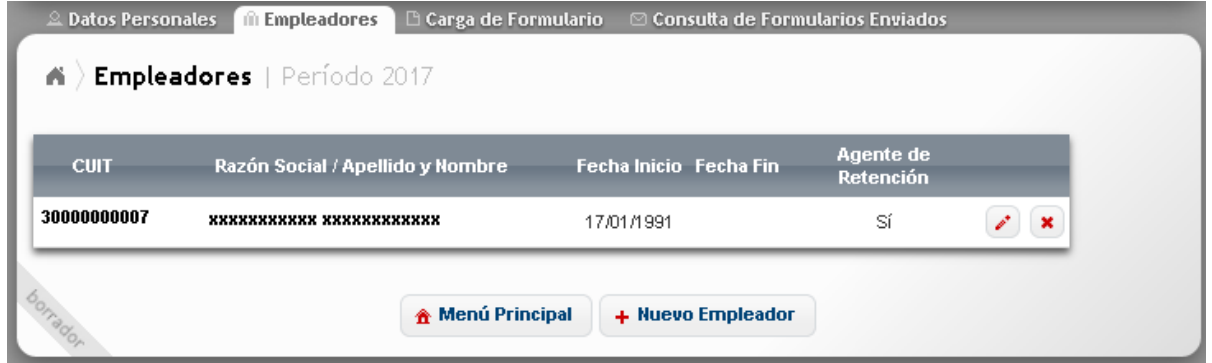 Datos Personales Empleadores Carga de Formulario Consulta de Formularios Enviados
Empleadores | Período 2017
CUIT Razón Social / Apellido y Nombre Fecha Inicio Fecha Fin Agente de Retención
30000000007 xxxxxxxxxxx xxxxxxxxxxxx 17/01/1991 Sí
borrador
Menú Principal + Nuevo Empleador